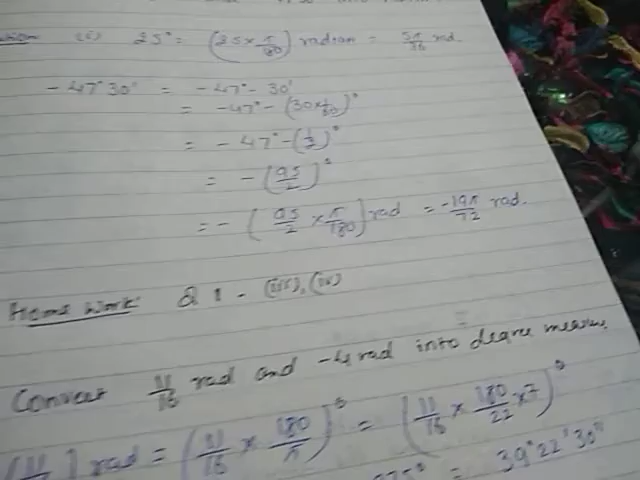 (i) 25° = (25 × π/180) radian = 5π/36 rad
-47° 30' = -47° - 30'
= -47° - (30 × 1/60)°
= -47° - (1/2)°
= -(95/2)°
= -(95/2 × π/180) rad = -19π/72 rad.
Home Work: Q 1 - (iii), (iv)
Convert 11/16 rad and -4 rad into degree measure
(11/ ) rad = (11/16 × 180/π)° = (11/16 × 180/22 × 7)°
375° = 39° 22' 30"